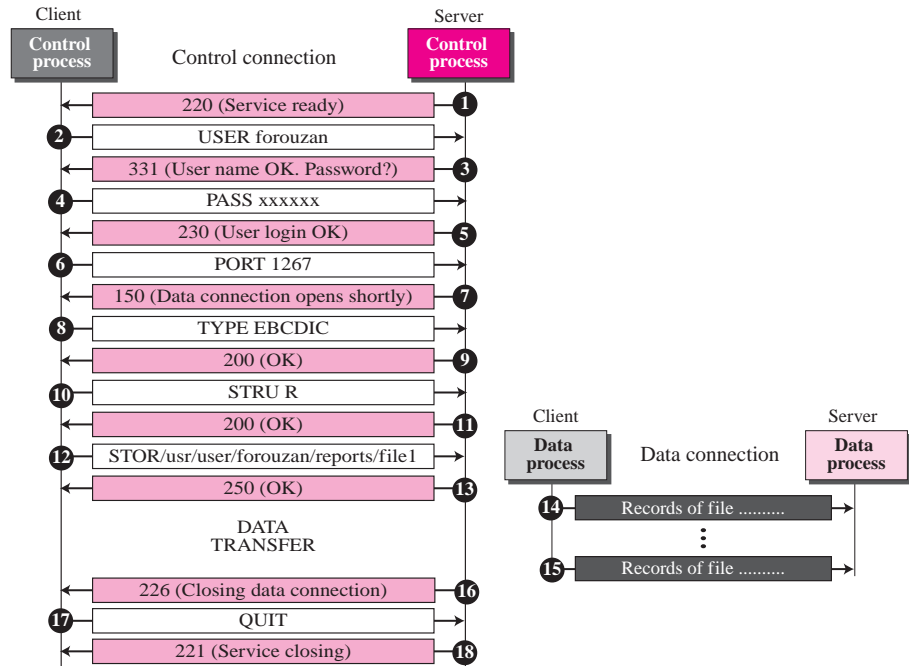 Client
Server
Control
process
Control connection
Control
process
220 (Service ready)
1
2
USER forouzan
331 (User name OK. Password?)
3
4
PASS xxxxxx
230 (User login OK)
5
6
PORT 1267
150 (Data connection opens shortly)
7
8
TYPE EBCDIC
200 (OK)
9
10
STRU R
200 (OK)
11
12
STOR/usr/user/forouzan/reports/file1
250 (OK)
13
DATA
TRANSFER
Client
Server
Data
process
Data connection
Data
process
14
Records of file ..........
15
Records of file ..........
226 (Closing data connection)
16
17
QUIT
221 (Service closing)
18